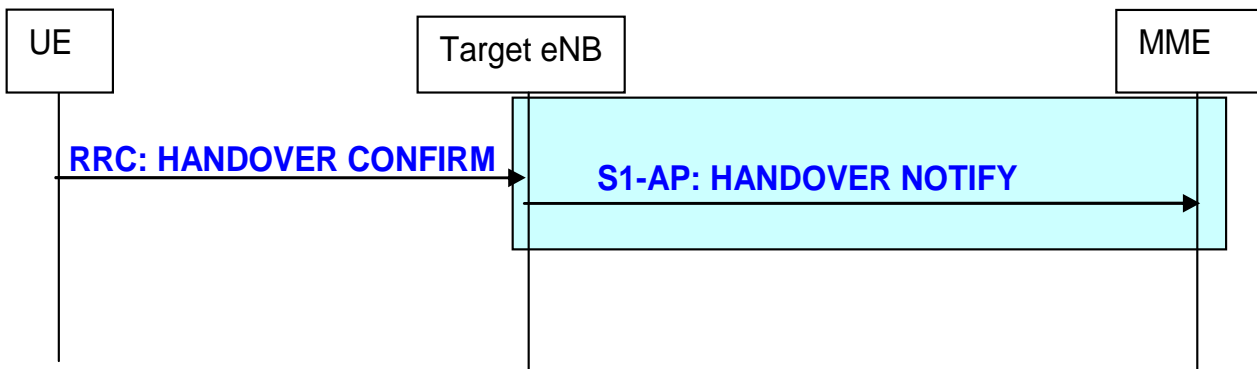 UE
Target eNB
MME
RRC: HANDOVER CONFIRM
S1-AP: HANDOVER NOTIFY